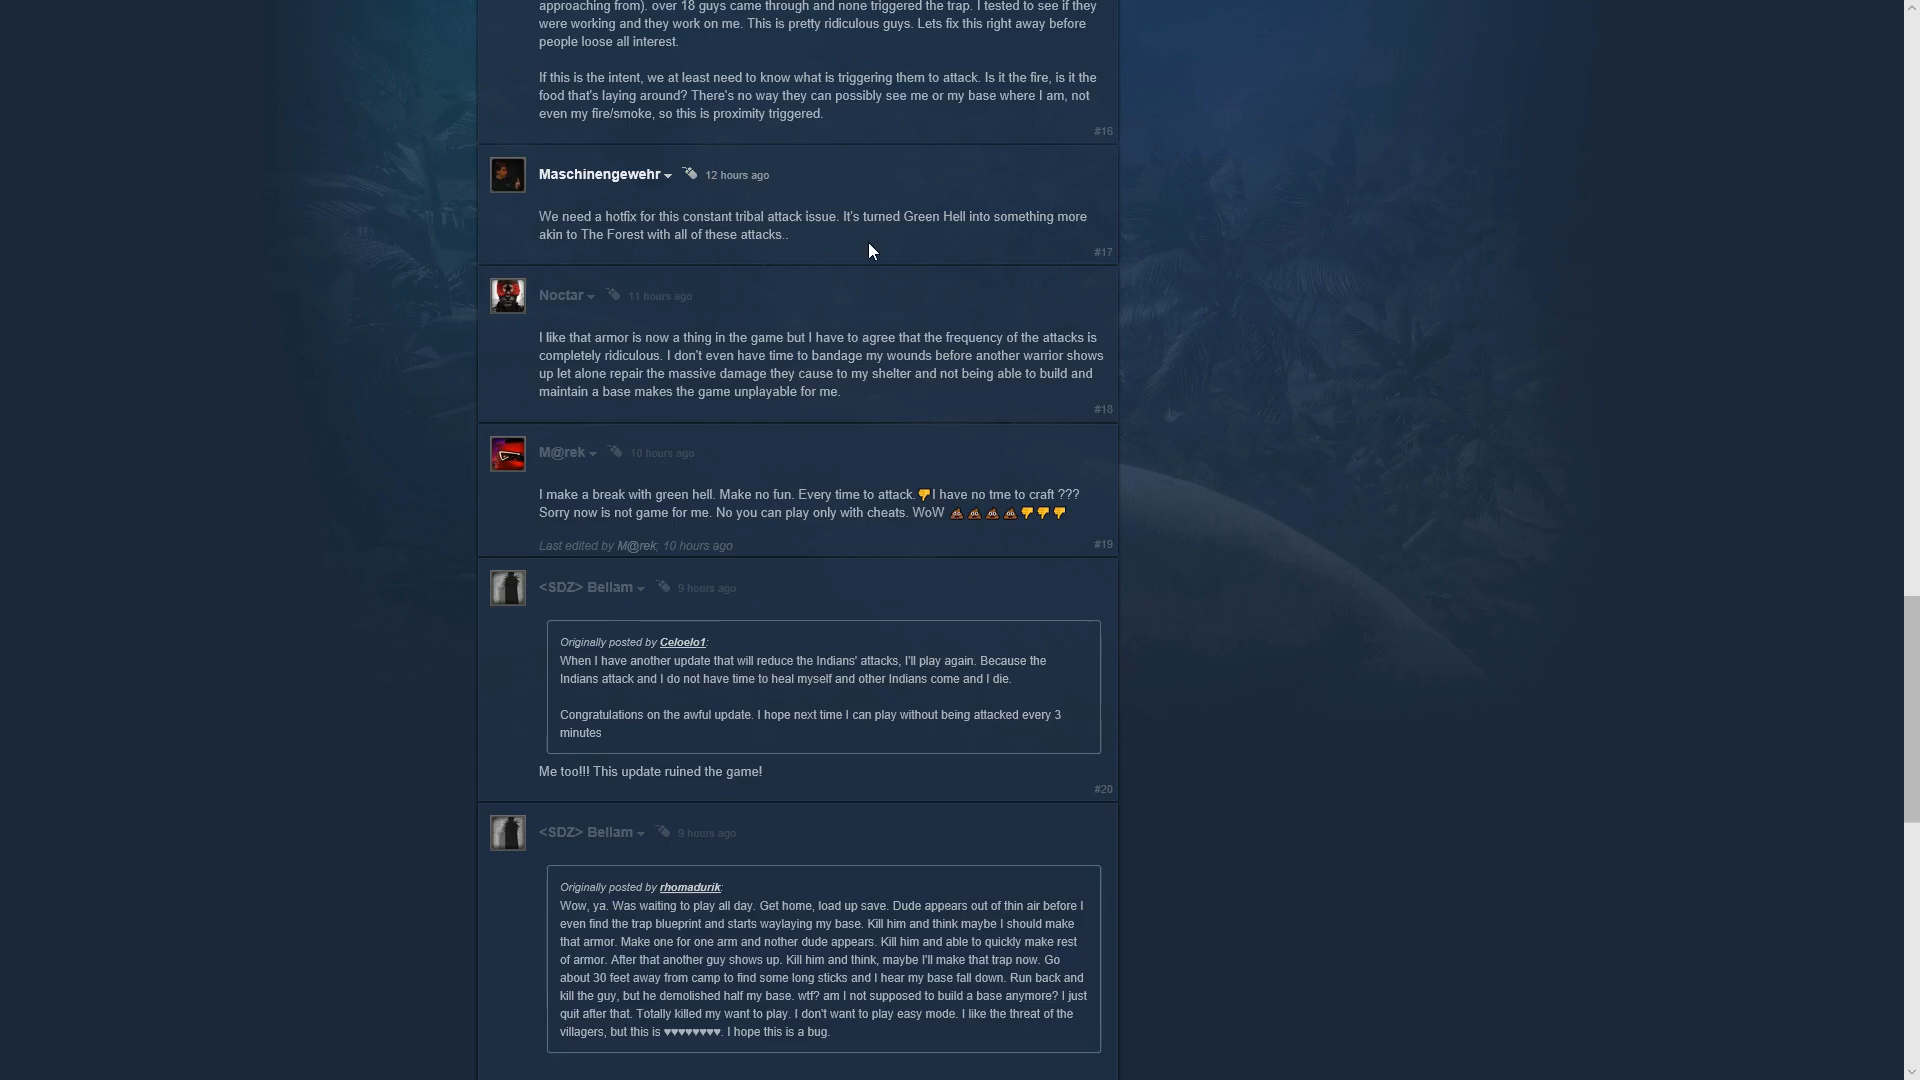 approaching from). over 18 guys came through and none triggered the trap. I tested to see if they
were working and they work on me. This is pretty ridiculous guys. Lets fix this right away before
people loose all interest.
If this is the intent, we at least need to know what is triggering them to attack. Is it the fire, is it the
food that's laying around? There's no way they can possibly see me or my base where I am, not
even my fire/smoke, so this is proximity triggered.
#16
Maschinengewehr 12 hours ago
We need a hotfix for this constant tribal attack issue. It's turned Green Hell into something more
akin to The Forest with all of these attacks..
#17
Noctar 11 hours ago
I like that armor is now a thing in the game but I have to agree that the frequency of the attacks is
completely ridiculous. I don't even have time to bandage my wounds before another warrior shows
up let alone repair the massive damage they cause to my shelter and not being able to build and
maintain a base makes the game unplayable for me.
#18
M@rek 10 hours ago
I make a break with green hell. Make no fun. Every time to attack.👎I have no tme to craft ???
Sorry now is not game for me. No you can play only with cheats. WoW 💩💩💩💩👎👎👎
Last edited by M@rek; 10 hours ago
#19
<SDZ> Bellam 9 hours ago
Originally posted by Celoelo1:
When I have another update that will reduce the Indians' attacks, I'll play again. Because the
Indians attack and I do not have time to heal myself and other Indians come and I die.
Congratulations on the awful update. I hope next time I can play without being attacked every 3
minutes
Me too!!! This update ruined the game!
#20
<SDZ> Bellam 9 hours ago
Originally posted by rhomadurik:
Wow, ya. Was waiting to play all day. Get home, load up save. Dude appears out of thin air before I
even find the trap blueprint and starts waylaying my base. Kill him and think maybe I should make
that armor. Make one for one arm and nother dude appears. Kill him and able to quickly make rest
of armor. After that another guy shows up. Kill him and think, maybe I'll make that trap now. Go
about 30 feet away from camp to find some long sticks and I hear my base fall down. Run back and
kill the guy, but he demolished half my base. wtf? am I not supposed to build a base anymore? I just
quit after that. Totally killed my want to play. I don't want to play easy mode. I like the threat of the
villagers, but this is ♥♥♥♥♥♥♥♥. I hope this is a bug.